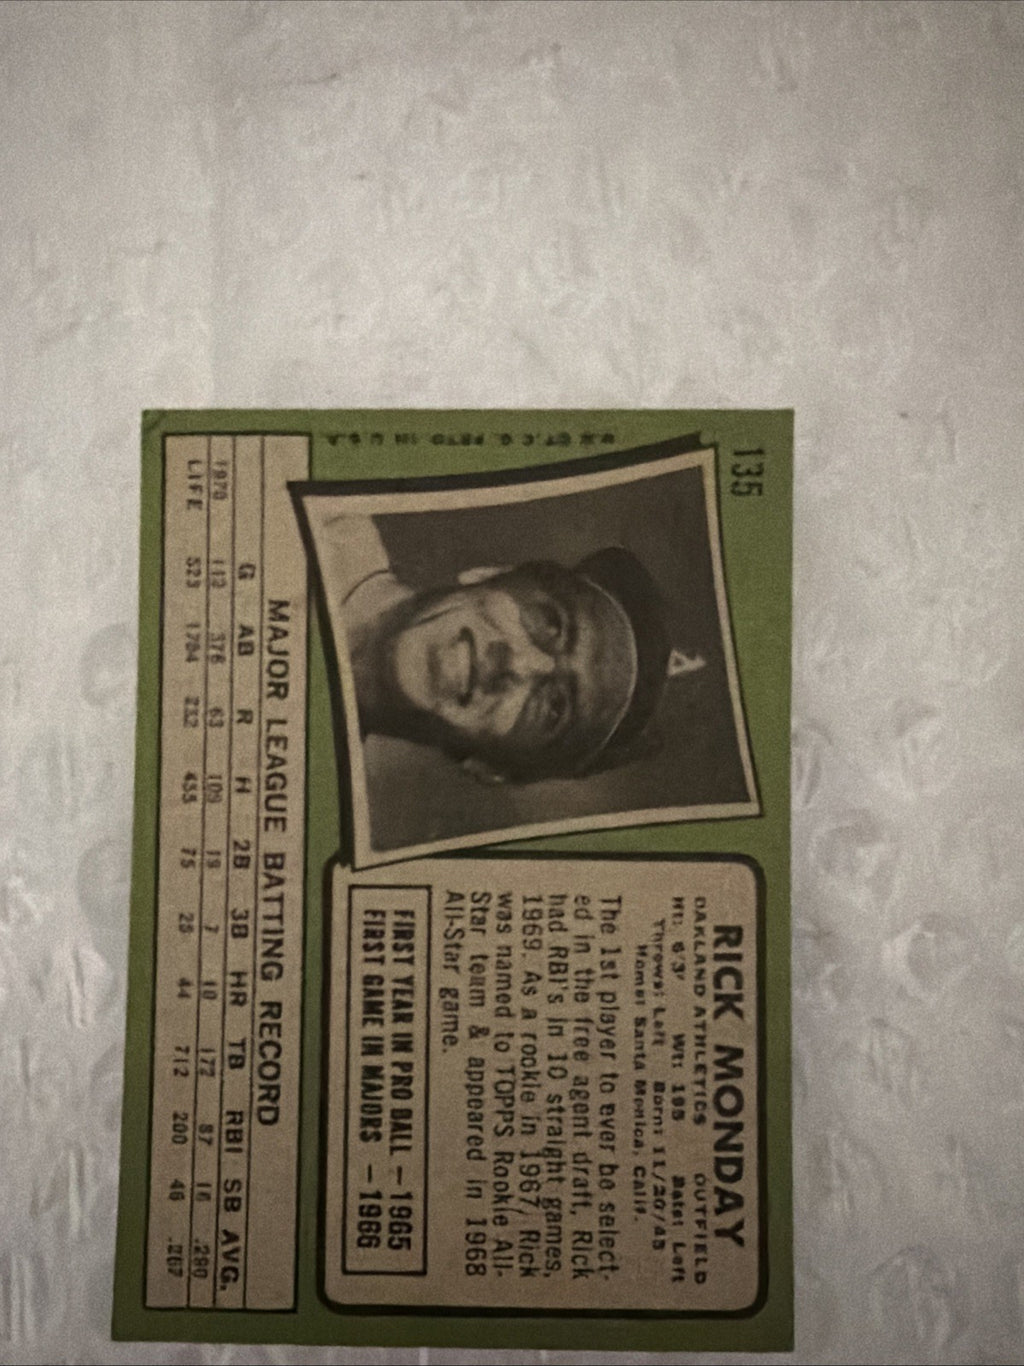 135
RICK MONDAY
OAKLAND ATHLETICS OUTFIELD
HT: 6'3" WT: 195 Bats: Left
Throws: Left Born: 11/20/45
Home: Santa Monica, Calif.
The 1st player to ever be select-
ed in the free agent draft, Rick
had RBI's in 10 straight games,
1969. As a rookie in 1967, Rick
was named to TOPPS Rookie All-
Star team & appeared in 1968
All-Star game.
FIRST YEAR IN PRO BALL — 1965
FIRST GAME IN MAJORS — 1966
A
MAJOR LEAGUE BATTING RECORD
G AB R H 2B 3B HR TB RBI SB AVG.
1970 112 376 63 109 19 7 10 172 37 16 .290
LIFE 523 1704 232 455 75 25 44 712 200 46 .267